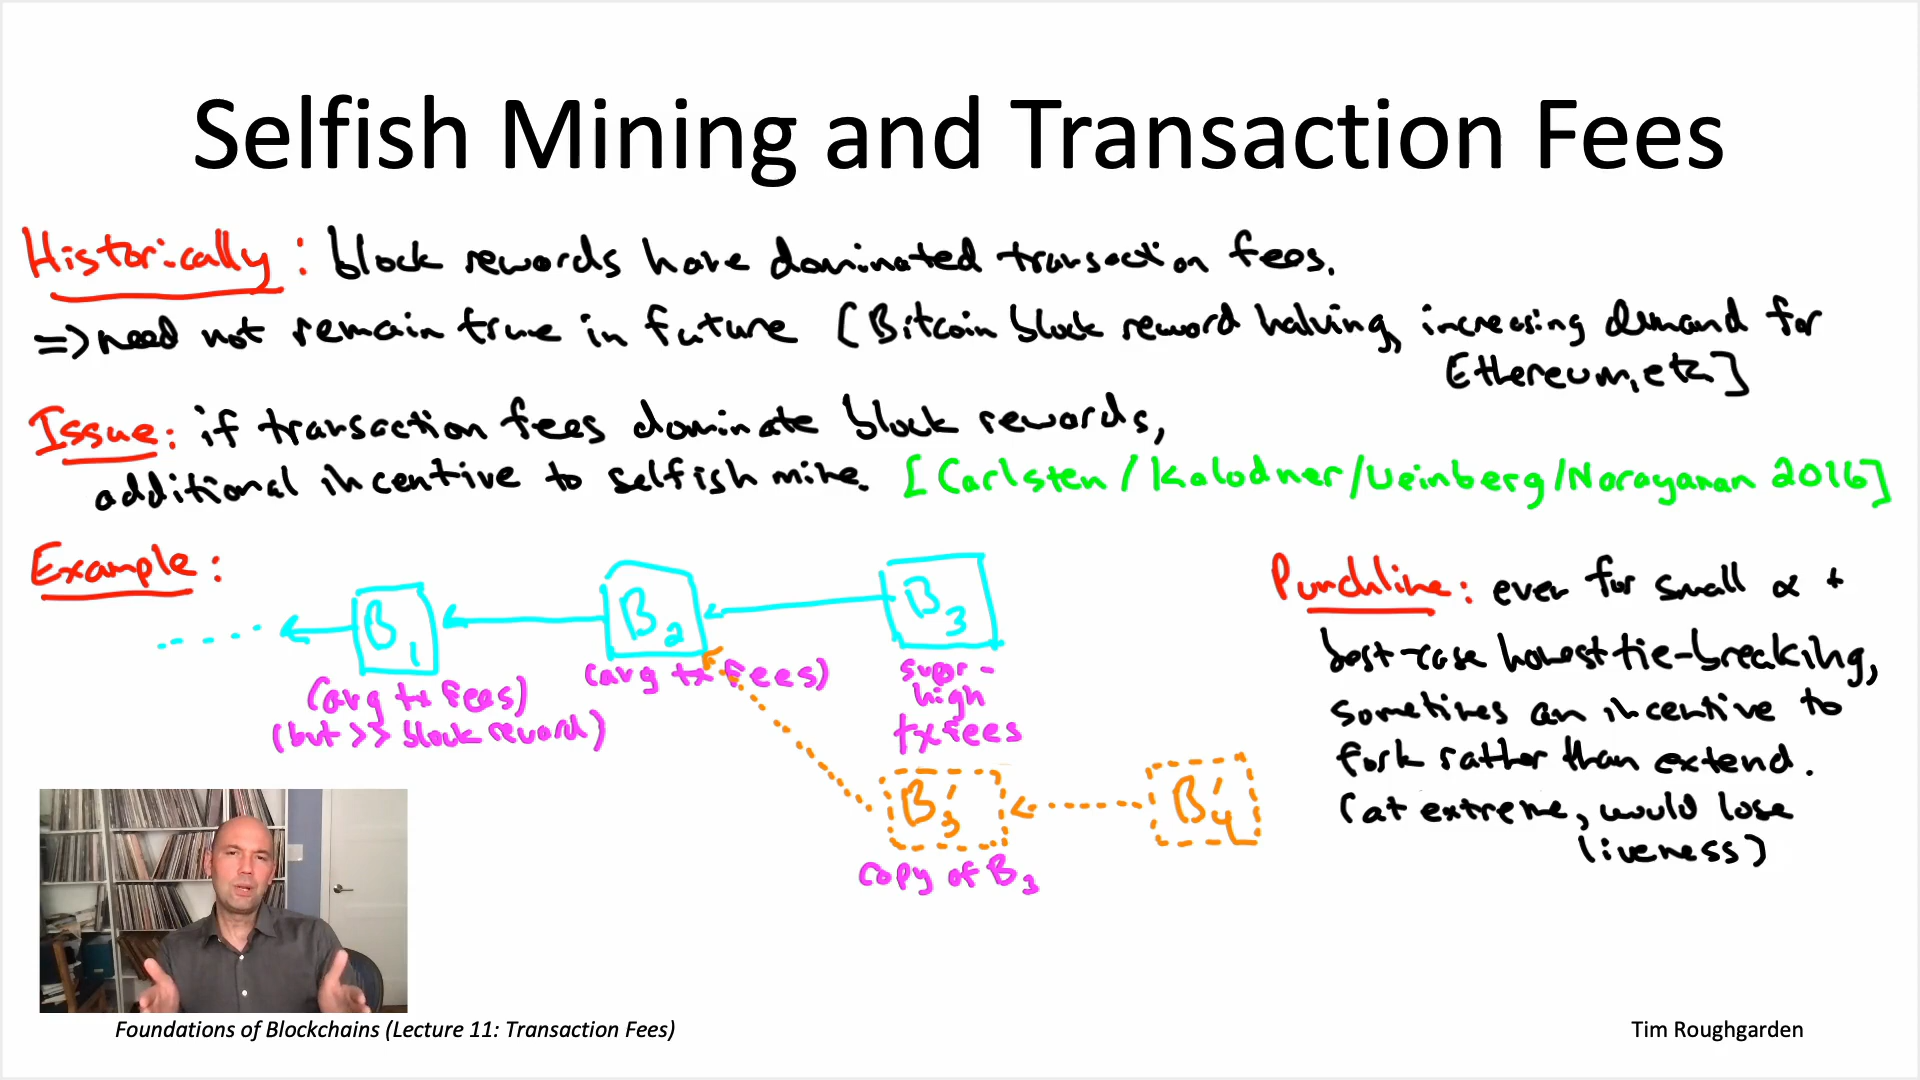 Selfish Mining and Transaction Fees
Historically: block rewards have dominated transaction fees.
=> need not remain true in future [Bitcoin block reward halving, increasing demand for
Ethereum, etc.]
Issue: if transaction fees dominate block rewards,
additional incentive to selfish mine. [Carlsten/Kalodner/Weinberg/Narayanan 2016]
Example:
B1
B2
B3
(avg tx fees)
(but >> block reward)
(avg tx fees)
super-
high
tx fees
B3'
B4'
copy of B3
Punchline: even for small α +
best-case honest tie-breaking,
sometimes an incentive to
fork rather than extend.
(at extreme, would lose
liveness)
Foundations of Blockchains (Lecture 11: Transaction Fees)
Tim Roughgarden